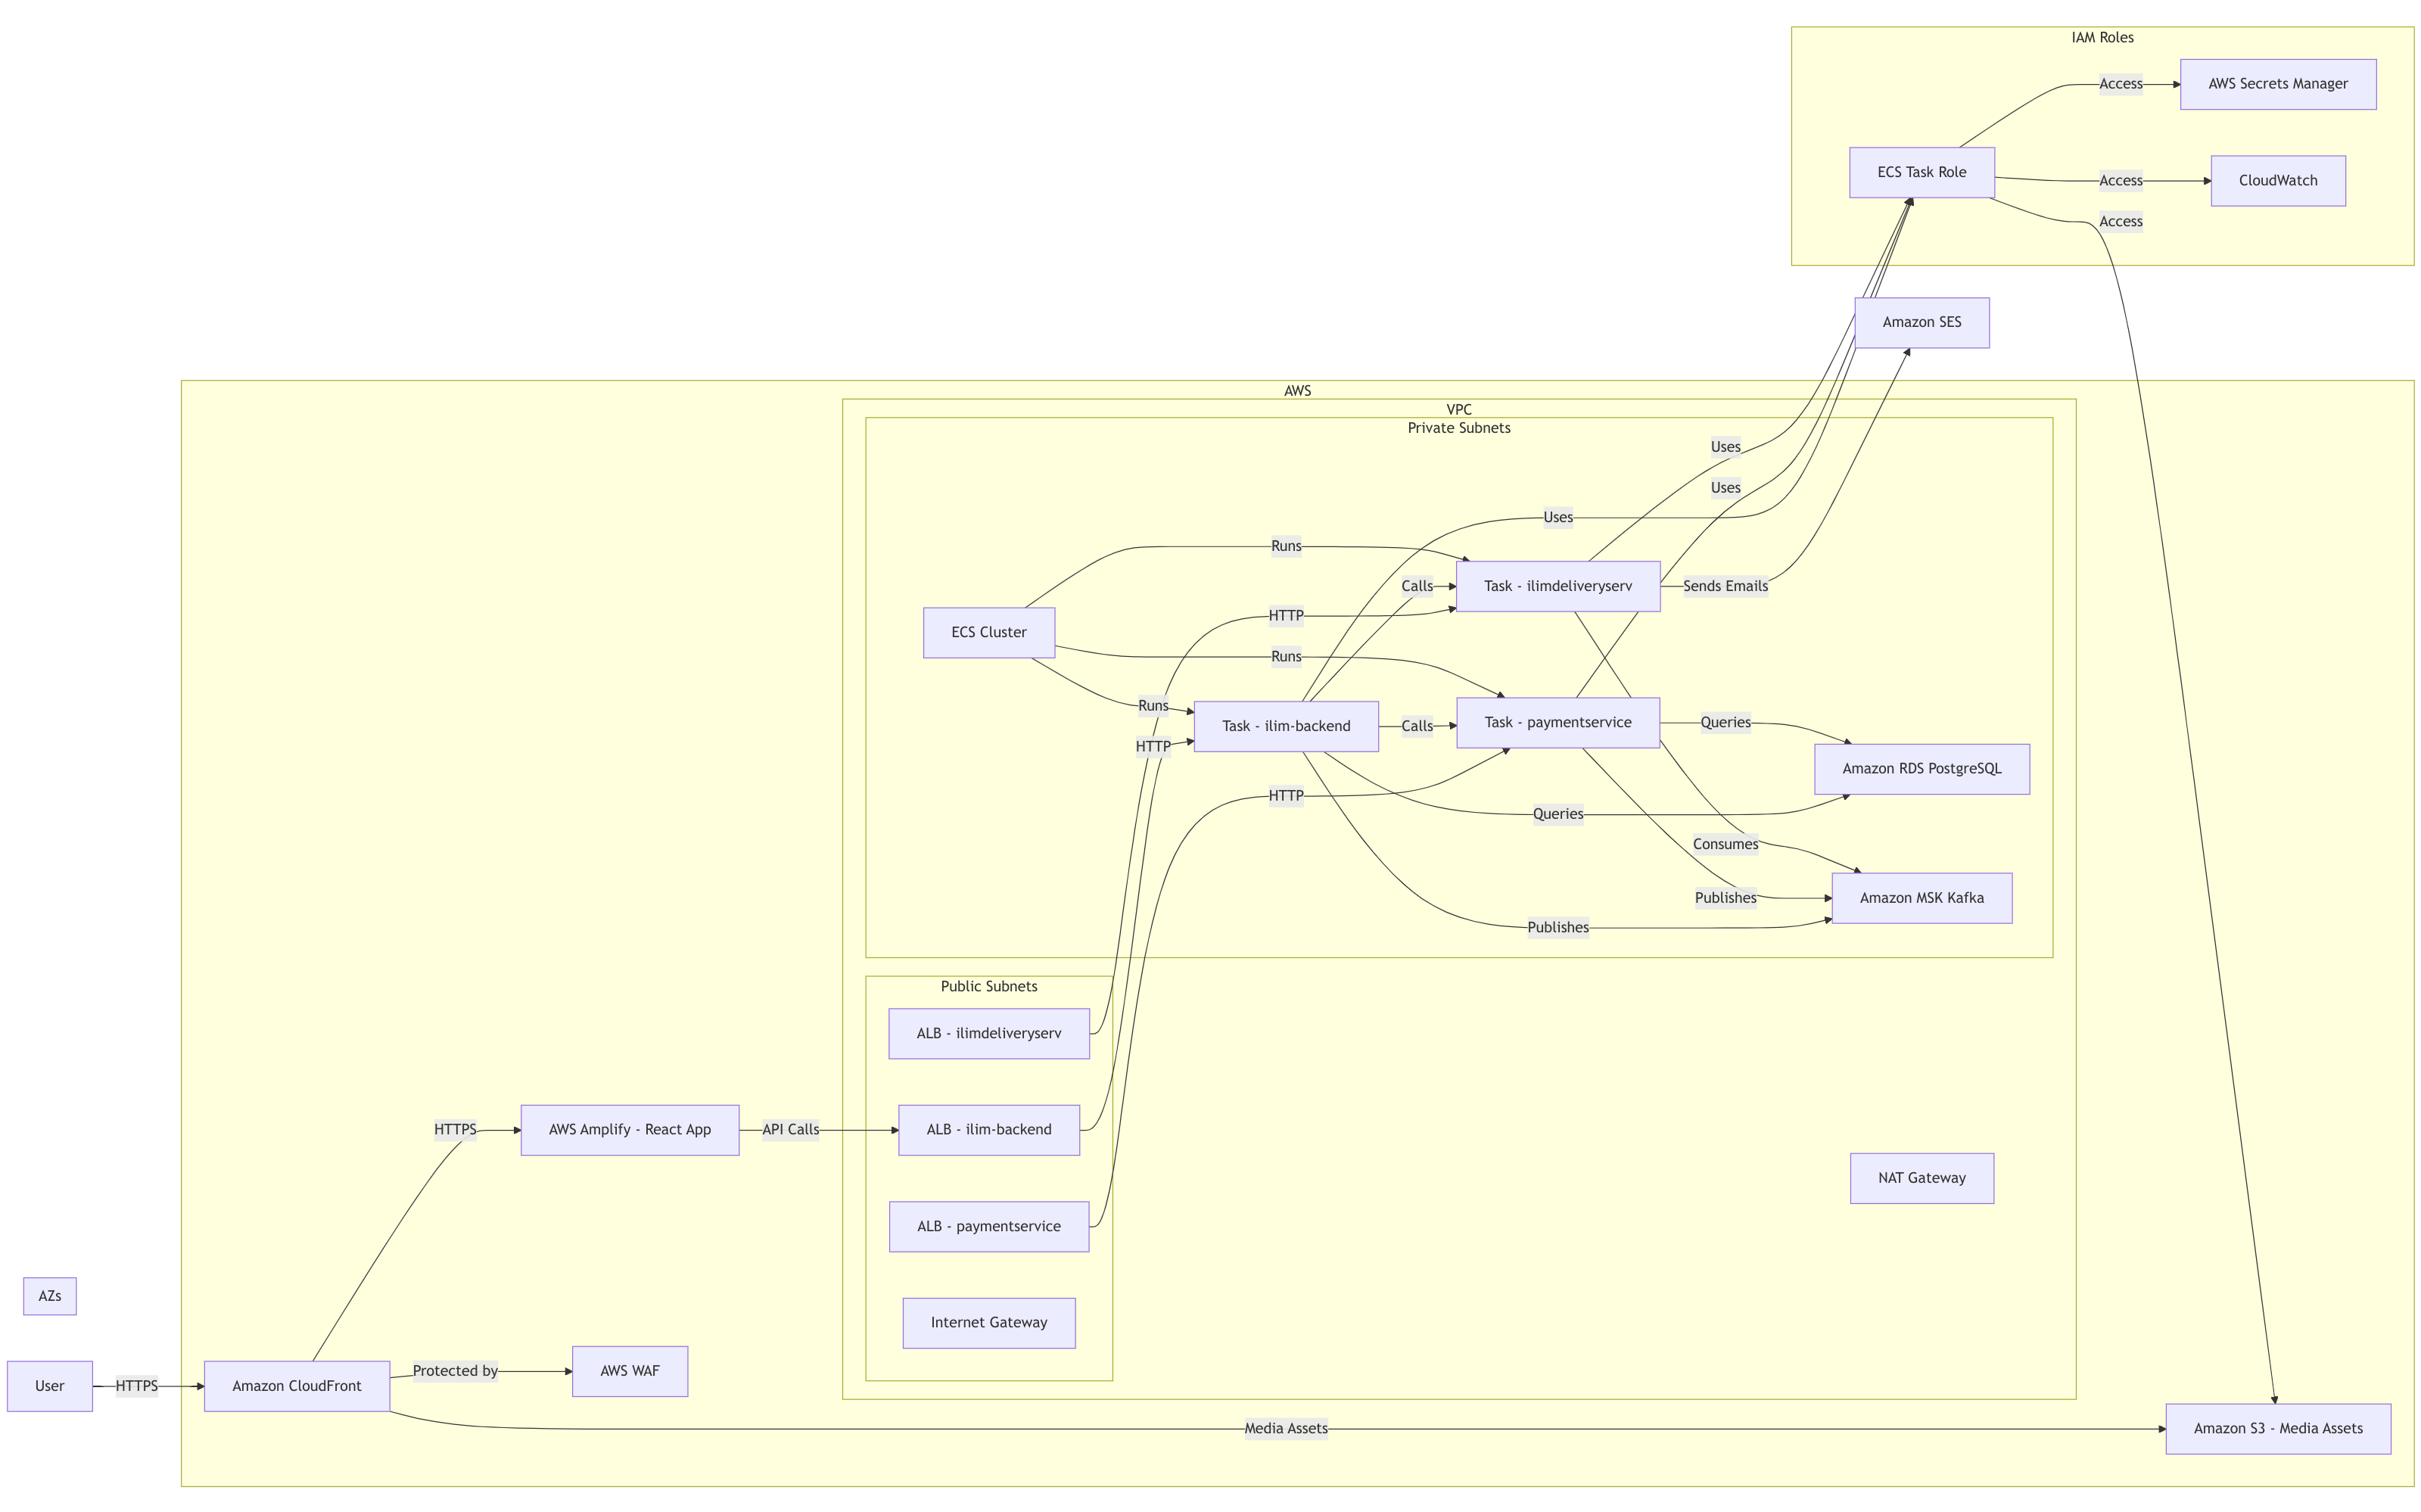 IAM Roles
Access
AWS Secrets Manager
ECS Task Role
Access
CloudWatch
Access
Amazon SES
AWS
VPC
Private Subnets
Uses
Uses
Uses
Runs
Calls
Task - ilimdeliveryserv
Sends Emails
HTTP
ECS Cluster
Runs
Runs
Task - ilim-backend
Calls
Task - paymentservice
Queries
HTTP
Amazon RDS PostgreSQL
HTTP
Queries
Consumes
Publishes
Amazon MSK Kafka
Publishes
Public Subnets
ALB - ilimdeliveryserv
HTTPS
AWS Amplify - React App
API Calls
ALB - ilim-backend
NAT Gateway
ALB - paymentservice
AZs
Internet Gateway
User
HTTPS
Amazon CloudFront
Protected by
AWS WAF
Media Assets
Amazon S3 - Media Assets